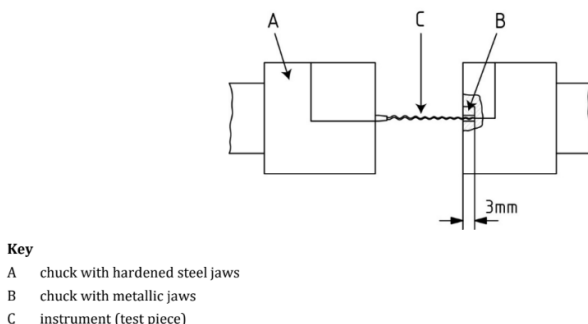 A C B
3mm
Key
A chuck with hardened steel jaws
B chuck with metallic jaws
C instrument (test piece)